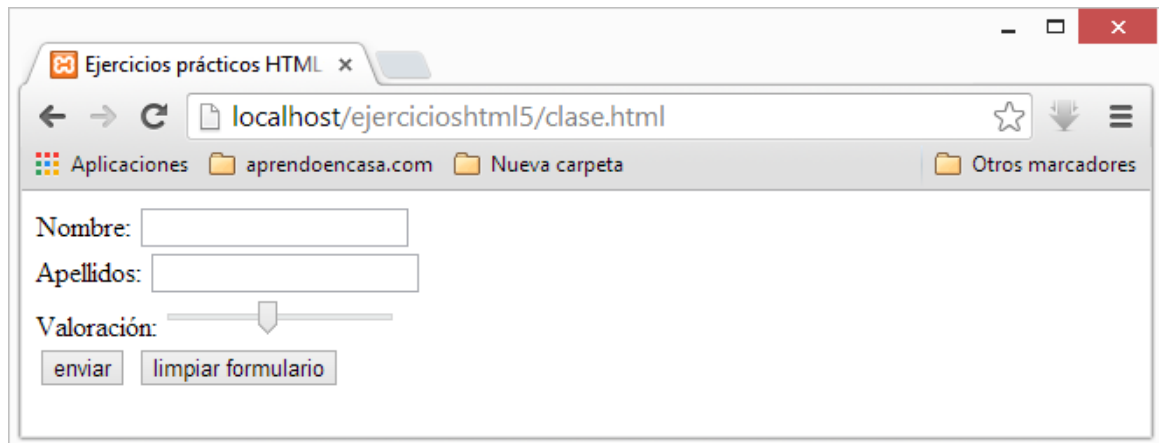 Ejercicios prácticos HTML
localhost/ejercicioshtml5/clase.html
Aplicaciones aprendoencasa.com Nueva carpeta Otros marcadores
Nombre:
Apellidos:
Valoración:
enviar limpiar formulario